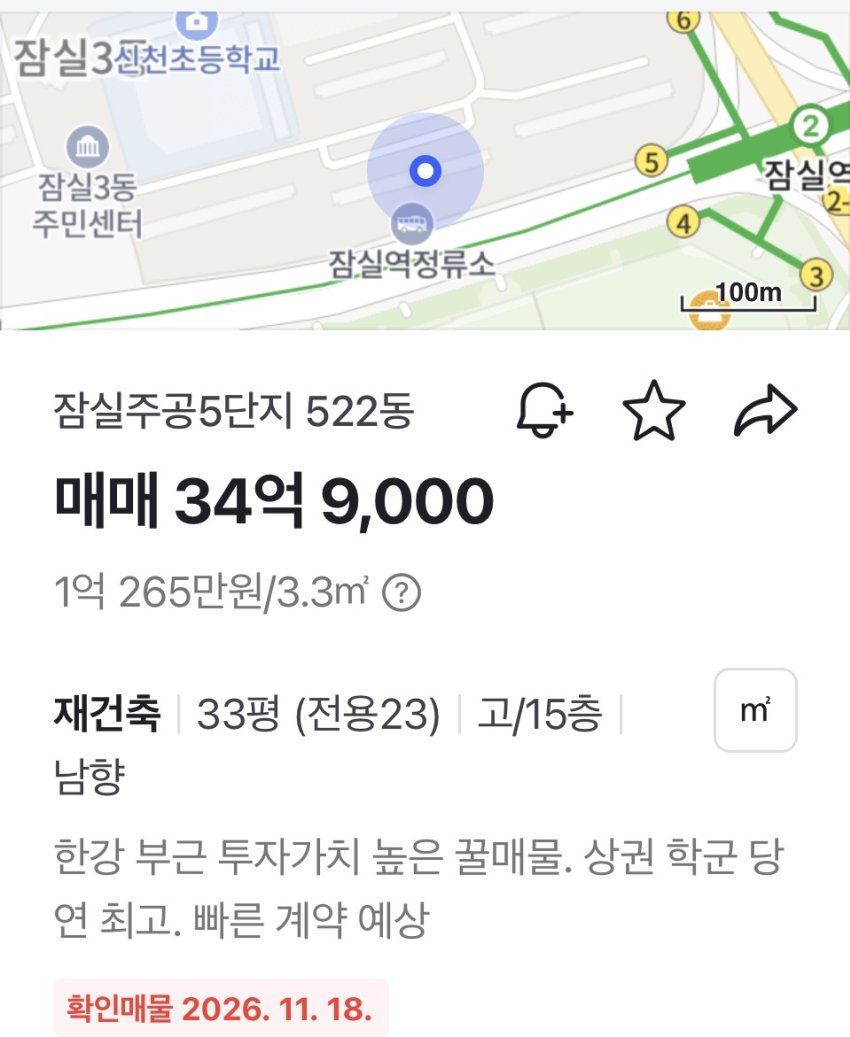 잠실3동
신천초등학교
6
2
5
잠실3동
주민센터
잠실역
2-
4
잠실역정류소
3
100m
잠실주공5단지 522동
매매 34억 9,000
1억 265만원/3.3㎡ ?
재건축 33평 (전용23) 고/15층
㎡
남향
한강 부근 투자가치 높은 꿀매물. 상권 학군 당
연 최고. 빠른 계약 예상
확인매물 2026. 11. 18.